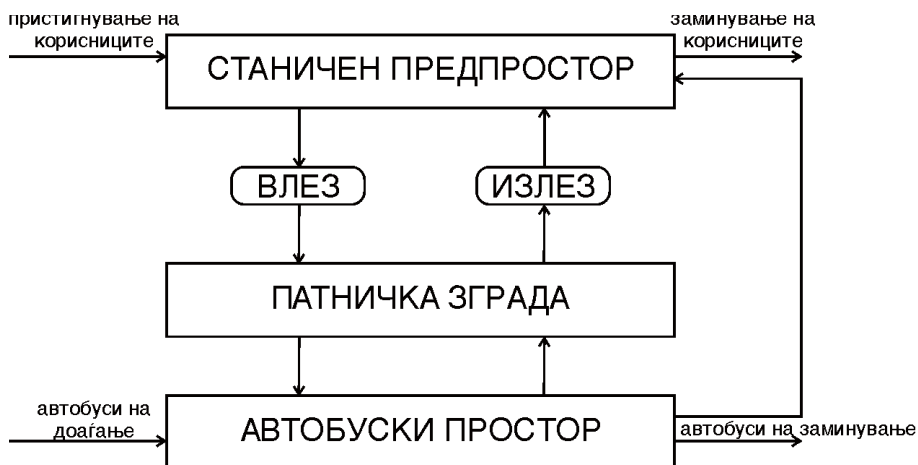 пристигнување на
корисниците
заминување на
корисниците
СТАНИЧЕН ПРЕДПРОСТОР
ВЛЕЗ
ИЗЛЕЗ
ПАТНИЧКА ЗГРАДА
автобуси на
доаѓање
АВТОБУСКИ ПРОСТОР
автобуси на заминување